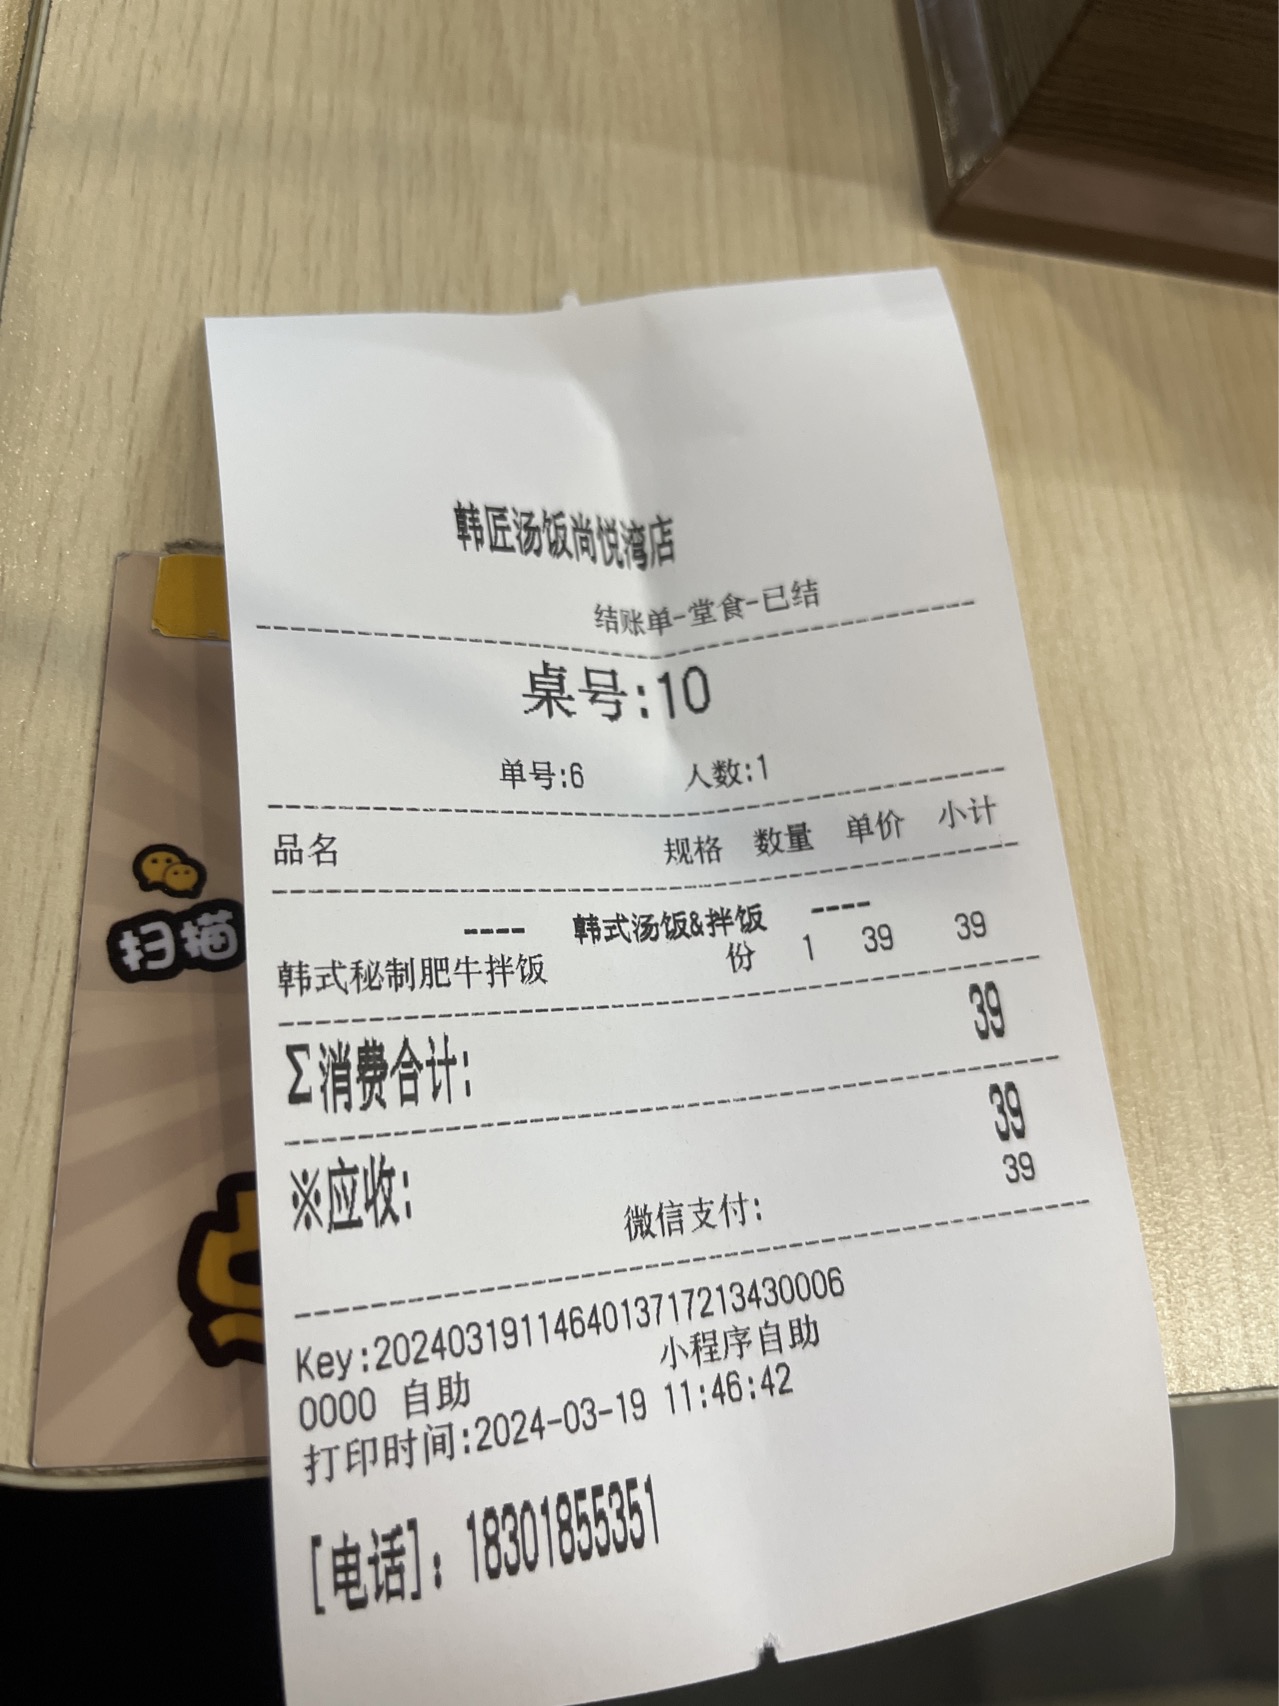 韩匠汤饭尚悦湾店
结账单-堂食-已结
桌号:10
单号:6 人数:1
品名 规格 数量 单价 小计
---- 韩式汤饭&拌饭 ----
韩式秘制肥牛拌饭 份 1 39 39
Σ消费合计: 39
※应收: 39
微信支付: 39
Key:2024031911464013717213430006
小程序自助
0000 自助
打印时间:2024-03-19 11:46:42
[电话]: 18301855351
扫描